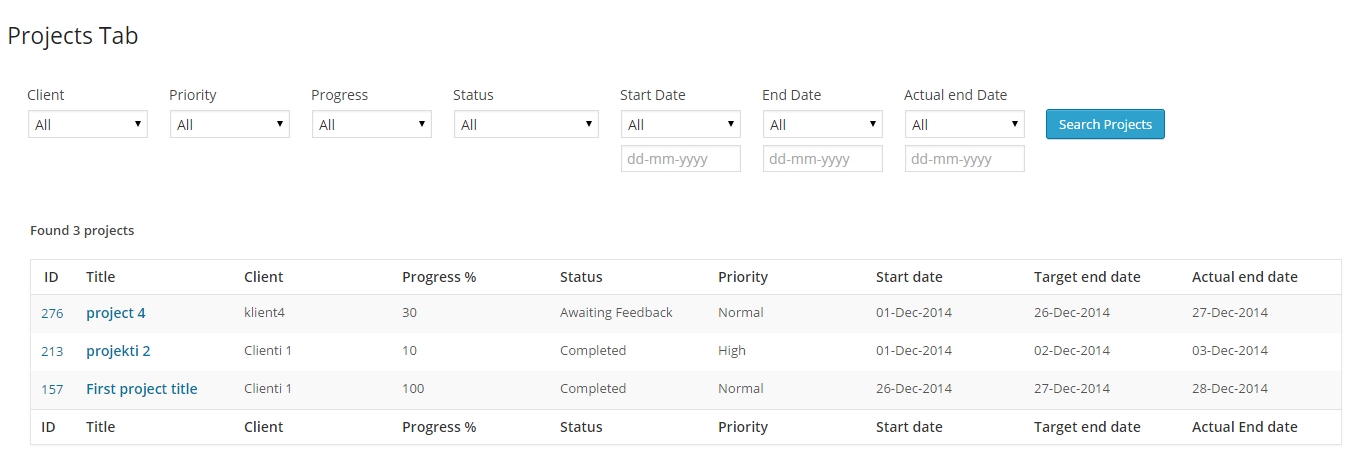 Projects Tab
Client Priority Progress Status Start Date End Date Actual end Date
All All All All All All All Search Projects
dd-mm-yyyy dd-mm-yyyy dd-mm-yyyy
Found 3 projects
ID Title Client Progress % Status Priority Start date Target end date Actual end date
276 project 4 klient4 30 Awaiting Feedback Normal 01-Dec-2014 26-Dec-2014 27-Dec-2014
213 projekti 2 Clienti 1 10 Completed High 01-Dec-2014 02-Dec-2014 03-Dec-2014
157 First project title Clienti 1 100 Completed Normal 26-Dec-2014 27-Dec-2014 28-Dec-2014
ID Title Client Progress % Status Priority Start date Target end date Actual End date